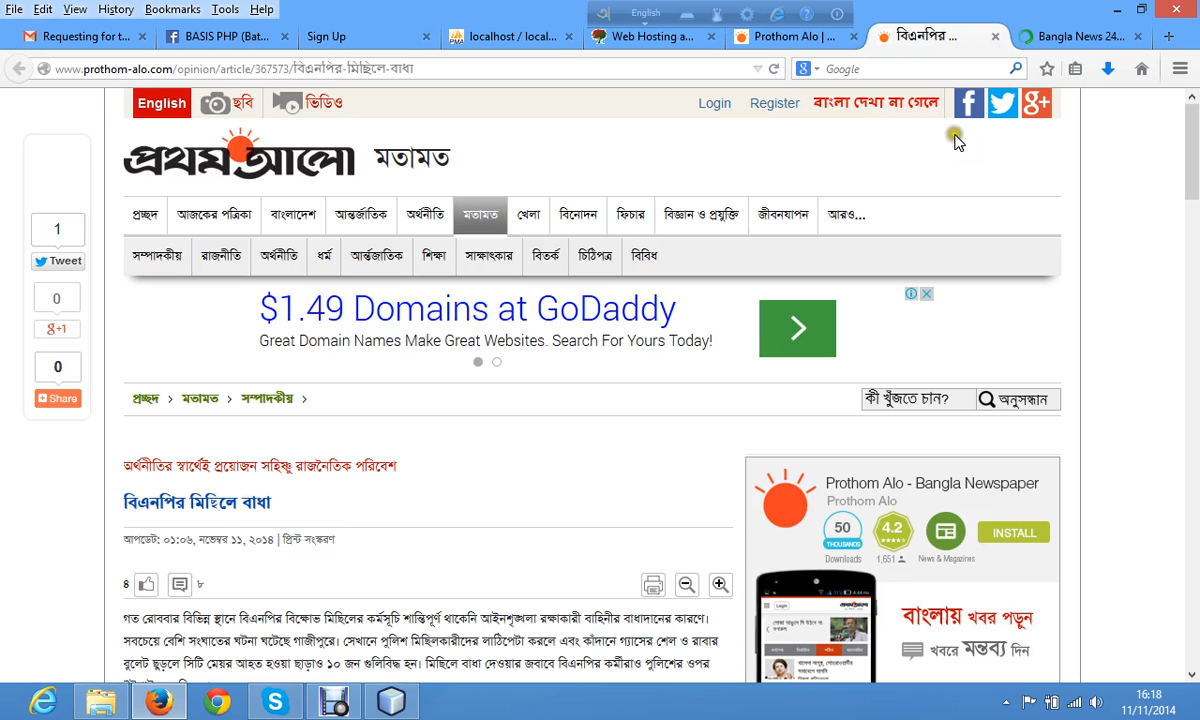 File Edit View History Bookmarks Tools Help
English
Requesting for t...
BASIS PHP (Bat...
Sign Up
localhost / local...
Web Hosting a...
Prothom Alo | ...
বিএনপির ...
Bangla News 24...
www.prothom-alo.com/opinion/article/367573/বিএনপির-মিছিলে-বাধা
Google
English ছবি ভিডিও
Login Register বাংলা দেখা না গেলে
প্রথম আলো মতামত
প্রচ্ছদ আজকের পত্রিকা বাংলাদেশ আন্তর্জাতিক অর্থনীতি মতামত খেলা বিনোদন ফিচার বিজ্ঞান ও প্রযুক্তি জীবনযাপন আরও...
সম্পাদকীয় রাজনীতি অর্থনীতি ধর্ম আর্ন্তজাতিক শিক্ষা সাক্ষাৎকার বিতর্ক চিঠিপত্র বিবিধ
1
Tweet
0
g+1
0
Share
$1.49 Domains at GoDaddy
Great Domain Names Make Great Websites. Search For Yours Today!
প্রচ্ছদ › মতামত › সম্পাদকীয় ›
কী খুঁজতে চান? অনুসন্ধান
অর্থনীতির স্বার্থেই প্রয়োজন সহিষ্ণু রাজনৈতিক পরিবেশ
বিএনপির মিছিলে বাধা
আপডেট: ০১:০৬, নভেম্বর ১১, ২০১৪ | প্রিন্ট সংস্করণ
৪ ৮
গত রোববার বিভিন্ন স্থানে বিএনপির বিক্ষোভ মিছিলের কর্মসূচি শান্তিপূর্ণ থাকেনি আইনশৃঙ্খলা রক্ষাকারী বাহিনীর বাধাদানের কারণে।
সবচেয়ে বেশি সংঘাতের ঘটনা ঘটেছে গাজীপুরে। সেখানে পুলিশ মিছিলকারীদের লাঠিপেটা করলে এবং কাঁদানে গ্যাসের শেল ও রাবার
বুলেট ছুড়লে সিটি মেয়র আহত হওয়া ছাড়াও ১০ জন গুলিবিদ্ধ হন। মিছিলে বাধা দেওয়ার জবাবে বিএনপির কর্মীরাও পুলিশের ওপর
Prothom Alo - Bangla Newspaper
Prothom Alo
50 THOUSANDS
Downloads
4.2
1,651
News & Magazines
INSTALL
বাংলায় খবর পড়ুন
খবরে মন্তব্য দিন
16:18
11/11/2014